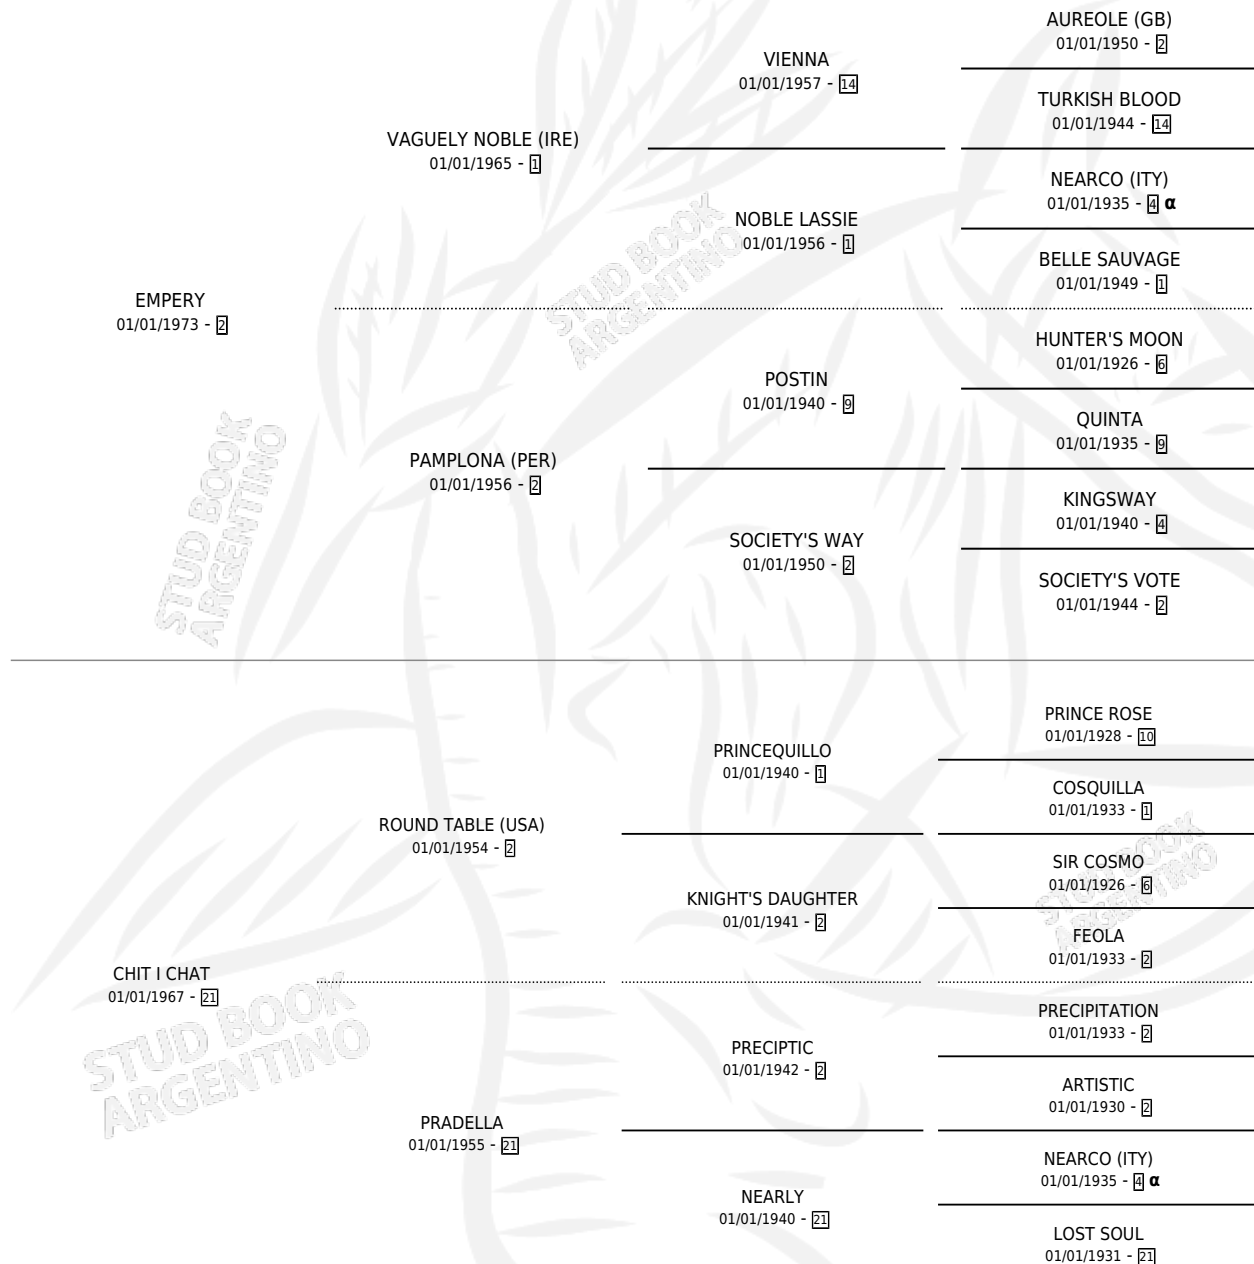 AUREOLE (GB)
01/01/1950 - 2
VIENNA
01/01/1957 - 14
TURKISH BLOOD
01/01/1944 - 14
VAGUELY NOBLE (IRE)
01/01/1965 - 1
NEARCO (ITY)
01/01/1935 - 4 α
NOBLE LASSIE
01/01/1956 - 1
BELLE SAUVAGE
01/01/1949 - 1
EMPERY
01/01/1973 - 2
HUNTER'S MOON
01/01/1926 - 6
POSTIN
01/01/1940 - 9
QUINTA
01/01/1935 - 9
PAMPLONA (PER)
01/01/1956 - 2
KINGSWAY
01/01/1940 - 4
SOCIETY'S WAY
01/01/1950 - 2
SOCIETY'S VOTE
01/01/1944 - 2
PRINCE ROSE
01/01/1928 - 10
PRINCEQUILLO
01/01/1940 - 1
COSQUILLA
01/01/1933 - 1
ROUND TABLE (USA)
01/01/1954 - 2
SIR COSMO
01/01/1926 - 6
KNIGHT'S DAUGHTER
01/01/1941 - 2
FEOLA
01/01/1933 - 2
CHIT I CHAT
01/01/1967 - 21
PRECIPITATION
01/01/1933 - 2
PRECIPTIC
01/01/1942 - 2
ARTISTIC
01/01/1930 - 2
PRADELLA
01/01/1955 - 21
NEARCO (ITY)
01/01/1935 - 4 α
NEARLY
01/01/1940 - 21
LOST SOUL
01/01/1931 - 21
STUD BOOK
ARGENTINO
STUD BOOK
ARGENTINO
STUD BOOK
ARGENTINO
STUD BOOK
ARGENTINO